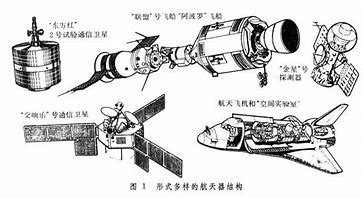 "东方红"
2号试验通信卫星
"联盟"号飞船
"阿波罗"飞船
"金星"号
探测器
"交响乐"号通信卫星
航天飞机和"空间实验室"
图 1 形式多样的航天器结构